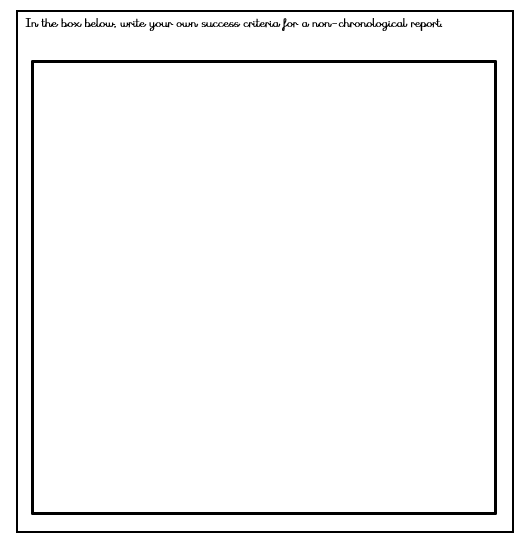 In the box below, write your own success criteria for a non-chronological report.